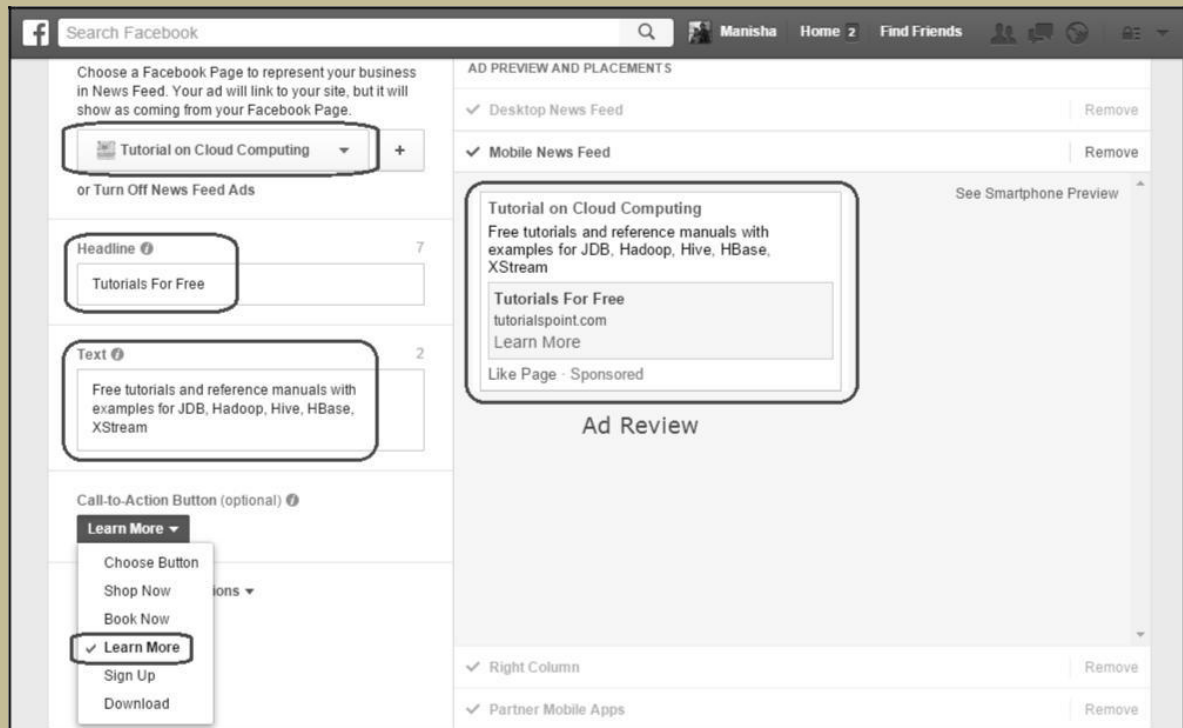 f
Search Facebook
Manisha
Home 2
Find Friends
Choose a Facebook Page to represent your business
in News Feed. Your ad will link to your site, but it will
show as coming from your Facebook Page.
Tutorial on Cloud Computing
+
or Turn Off News Feed Ads
Headline
7
Tutorials For Free
Text
2
Free tutorials and reference manuals with
examples for JDB, Hadoop, Hive, HBase,
XStream
Call-to-Action Button (optional)
Learn More
Choose Button
Shop Now
ions
Book Now
Learn More
Sign Up
Download
AD PREVIEW AND PLACEMENTS
Desktop News Feed
Remove
Mobile News Feed
Remove
See Smartphone Preview
Tutorial on Cloud Computing
Free tutorials and reference manuals with
examples for JDB, Hadoop, Hive, HBase,
XStream
Tutorials For Free
tutorialspoint.com
Learn More
Like Page · Sponsored
Ad Review
Right Column
Remove
Partner Mobile Apps
Remove